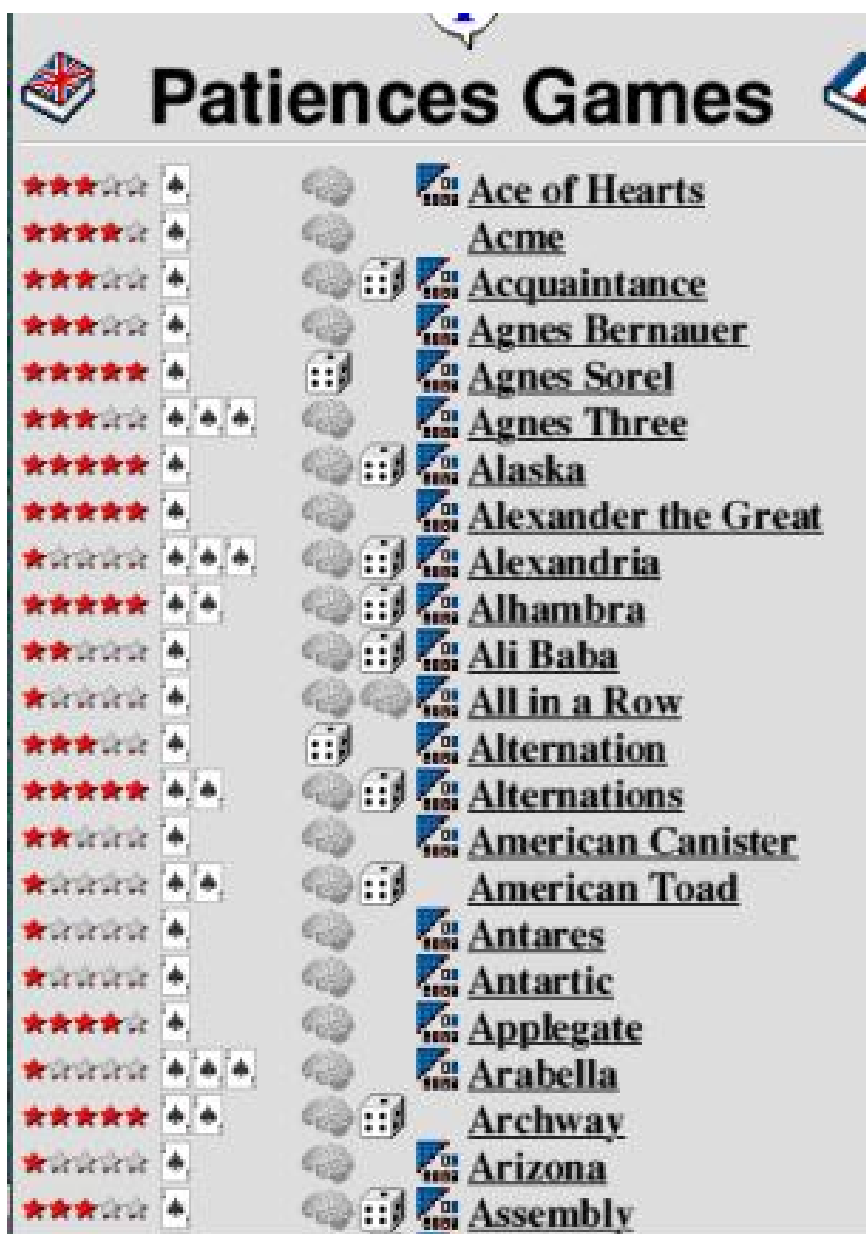 Patiences Games
Ace of Hearts
Acme
Acquaintance
Agnes Bernauer
Agnes Sorel
Agnes Three
Alaska
Alexander the Great
Alexandria
Alhambra
Ali Baba
All in a Row
Alternation
Alternations
American Canister
American Toad
Antares
Antartic
Applegate
Arabella
Archway
Arizona
Assembly